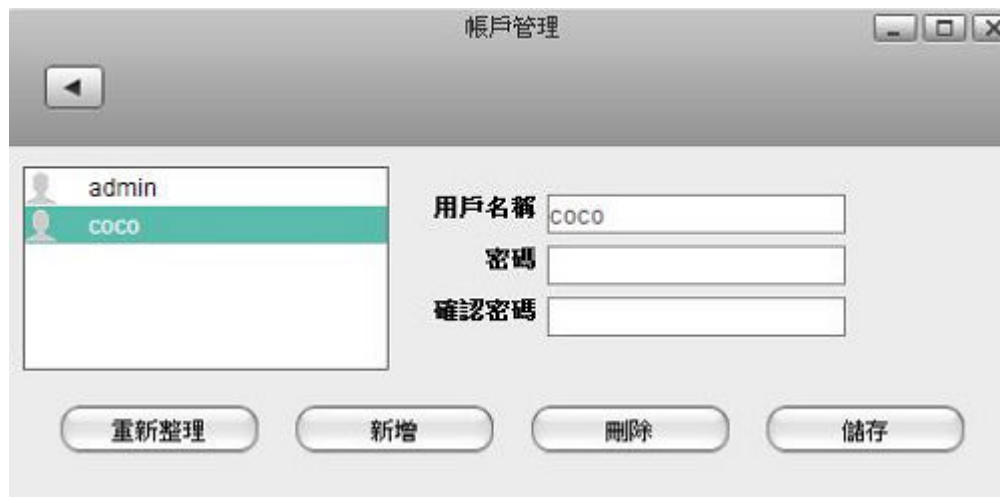 帳戶管理
admin
coco
用戶名稱 coco
密碼
確認密碼
重新整理 新增 刪除 儲存